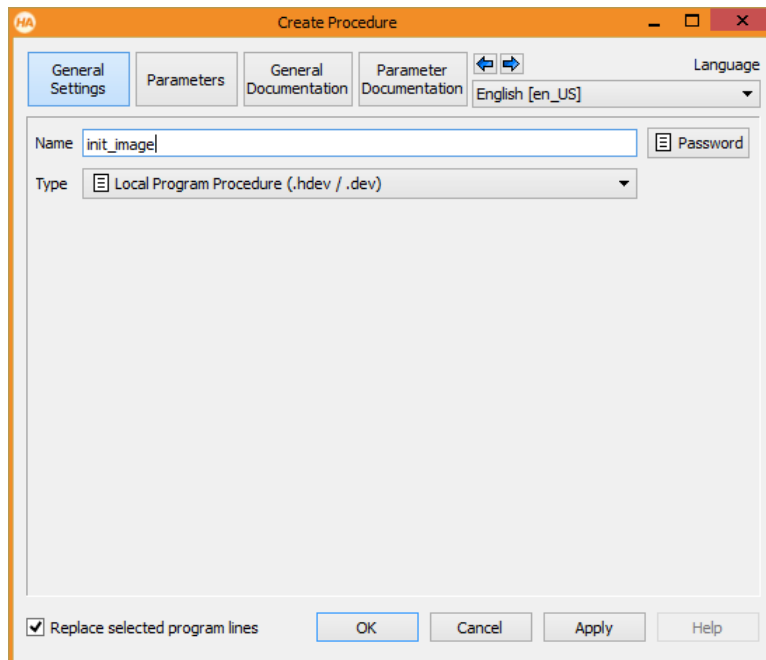 HA
Create Procedure
General
Settings
Parameters
General
Documentation
Parameter
Documentation
Language
English [en_US]
Name
init_image
Password
Type
Local Program Procedure (.hdev / .dev)
Replace selected program lines
OK
Cancel
Apply
Help